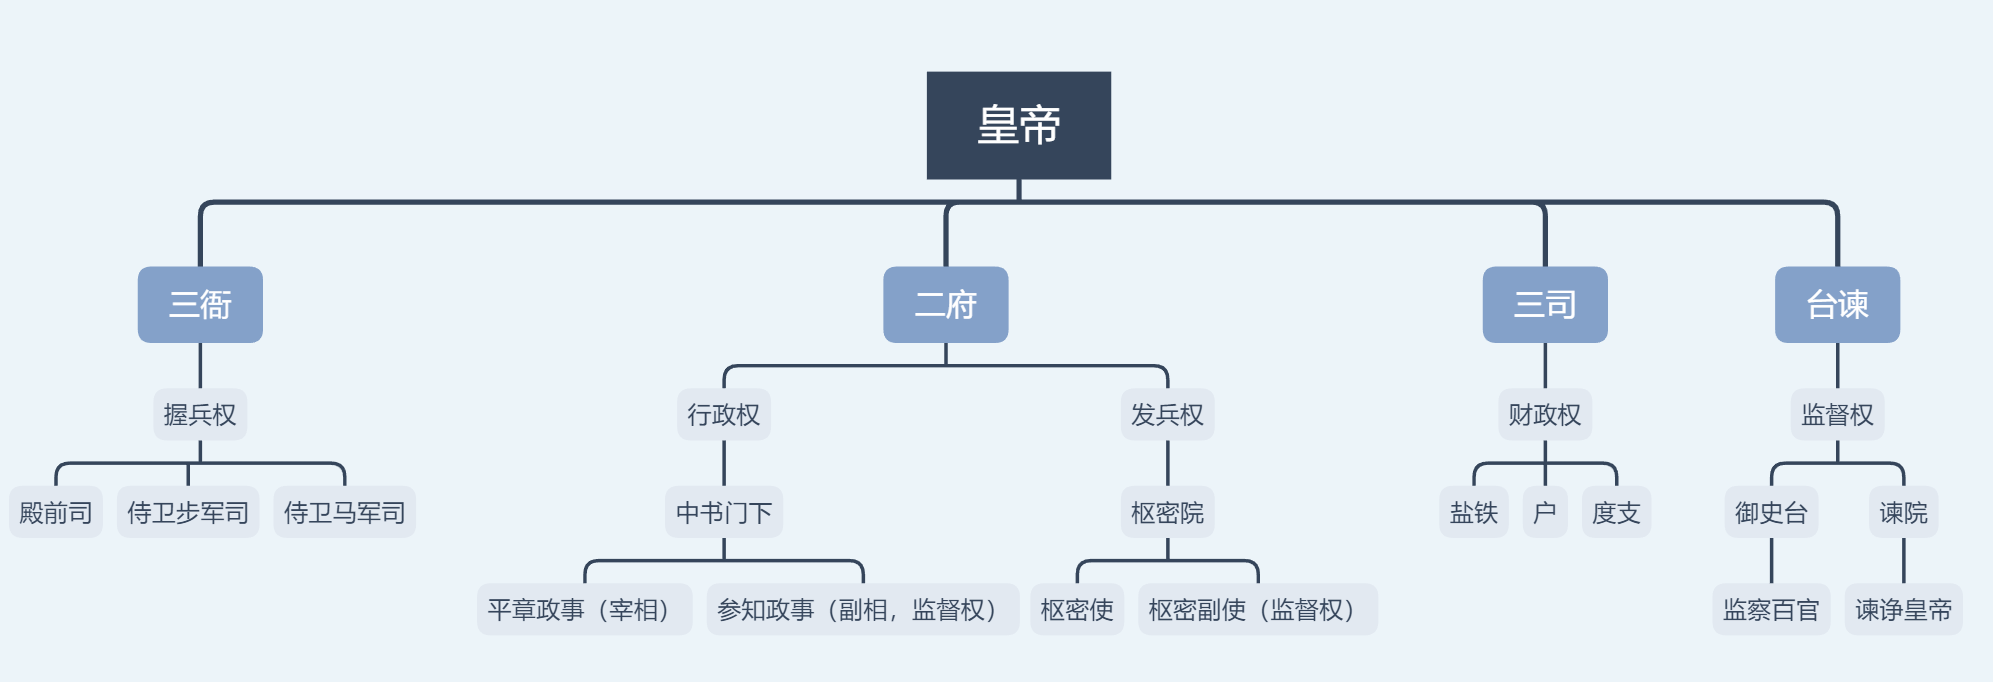 皇帝
三衙
二府
三司
台谏
握兵权
行政权
发兵权
财政权
监督权
殿前司
侍卫步军司
侍卫马军司
中书门下
枢密院
盐铁
户
度支
御史台
谏院
平章政事（宰相）
参知政事（副相，监督权）
枢密使
枢密副使（监督权）
监察百官
谏诤皇帝